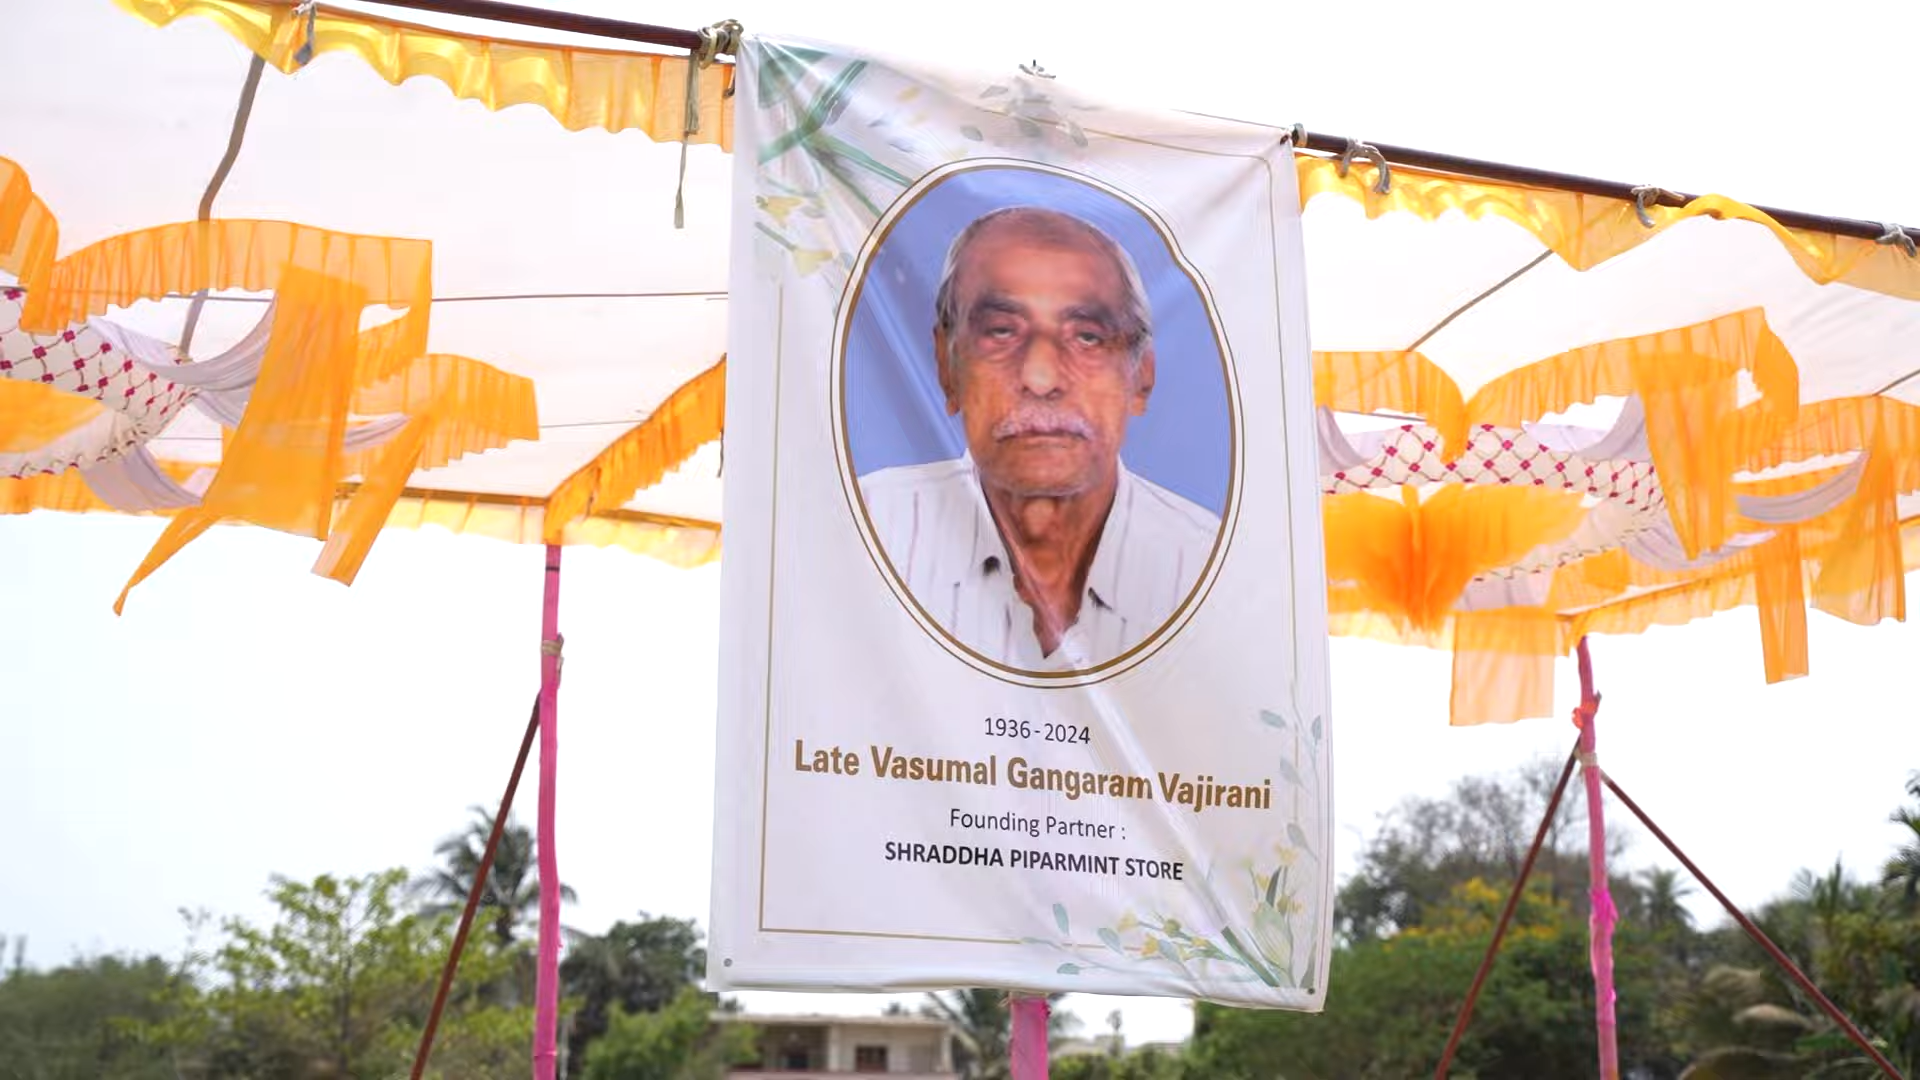 1936-2024
Late Vasumal Gangaram Vajirani
Founding Partner :
SHRADDHA PIPARMINT STORE